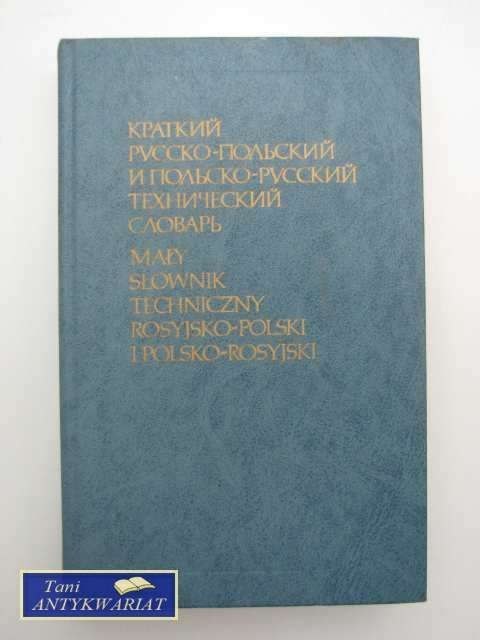 КРАТКИЙ
РУССКО-ПОЛЬСКИЙ
И ПОЛЬСКО-РУССКИЙ
ТЕХНИЧЕСКИЙ
СЛОВАРЬ
MAŁY
SŁOWNIK
TECHNICZNY
ROSYJSKO-POLSKI
I POLSKO-ROSYJSKI
Tani
ANTYKWARIAT